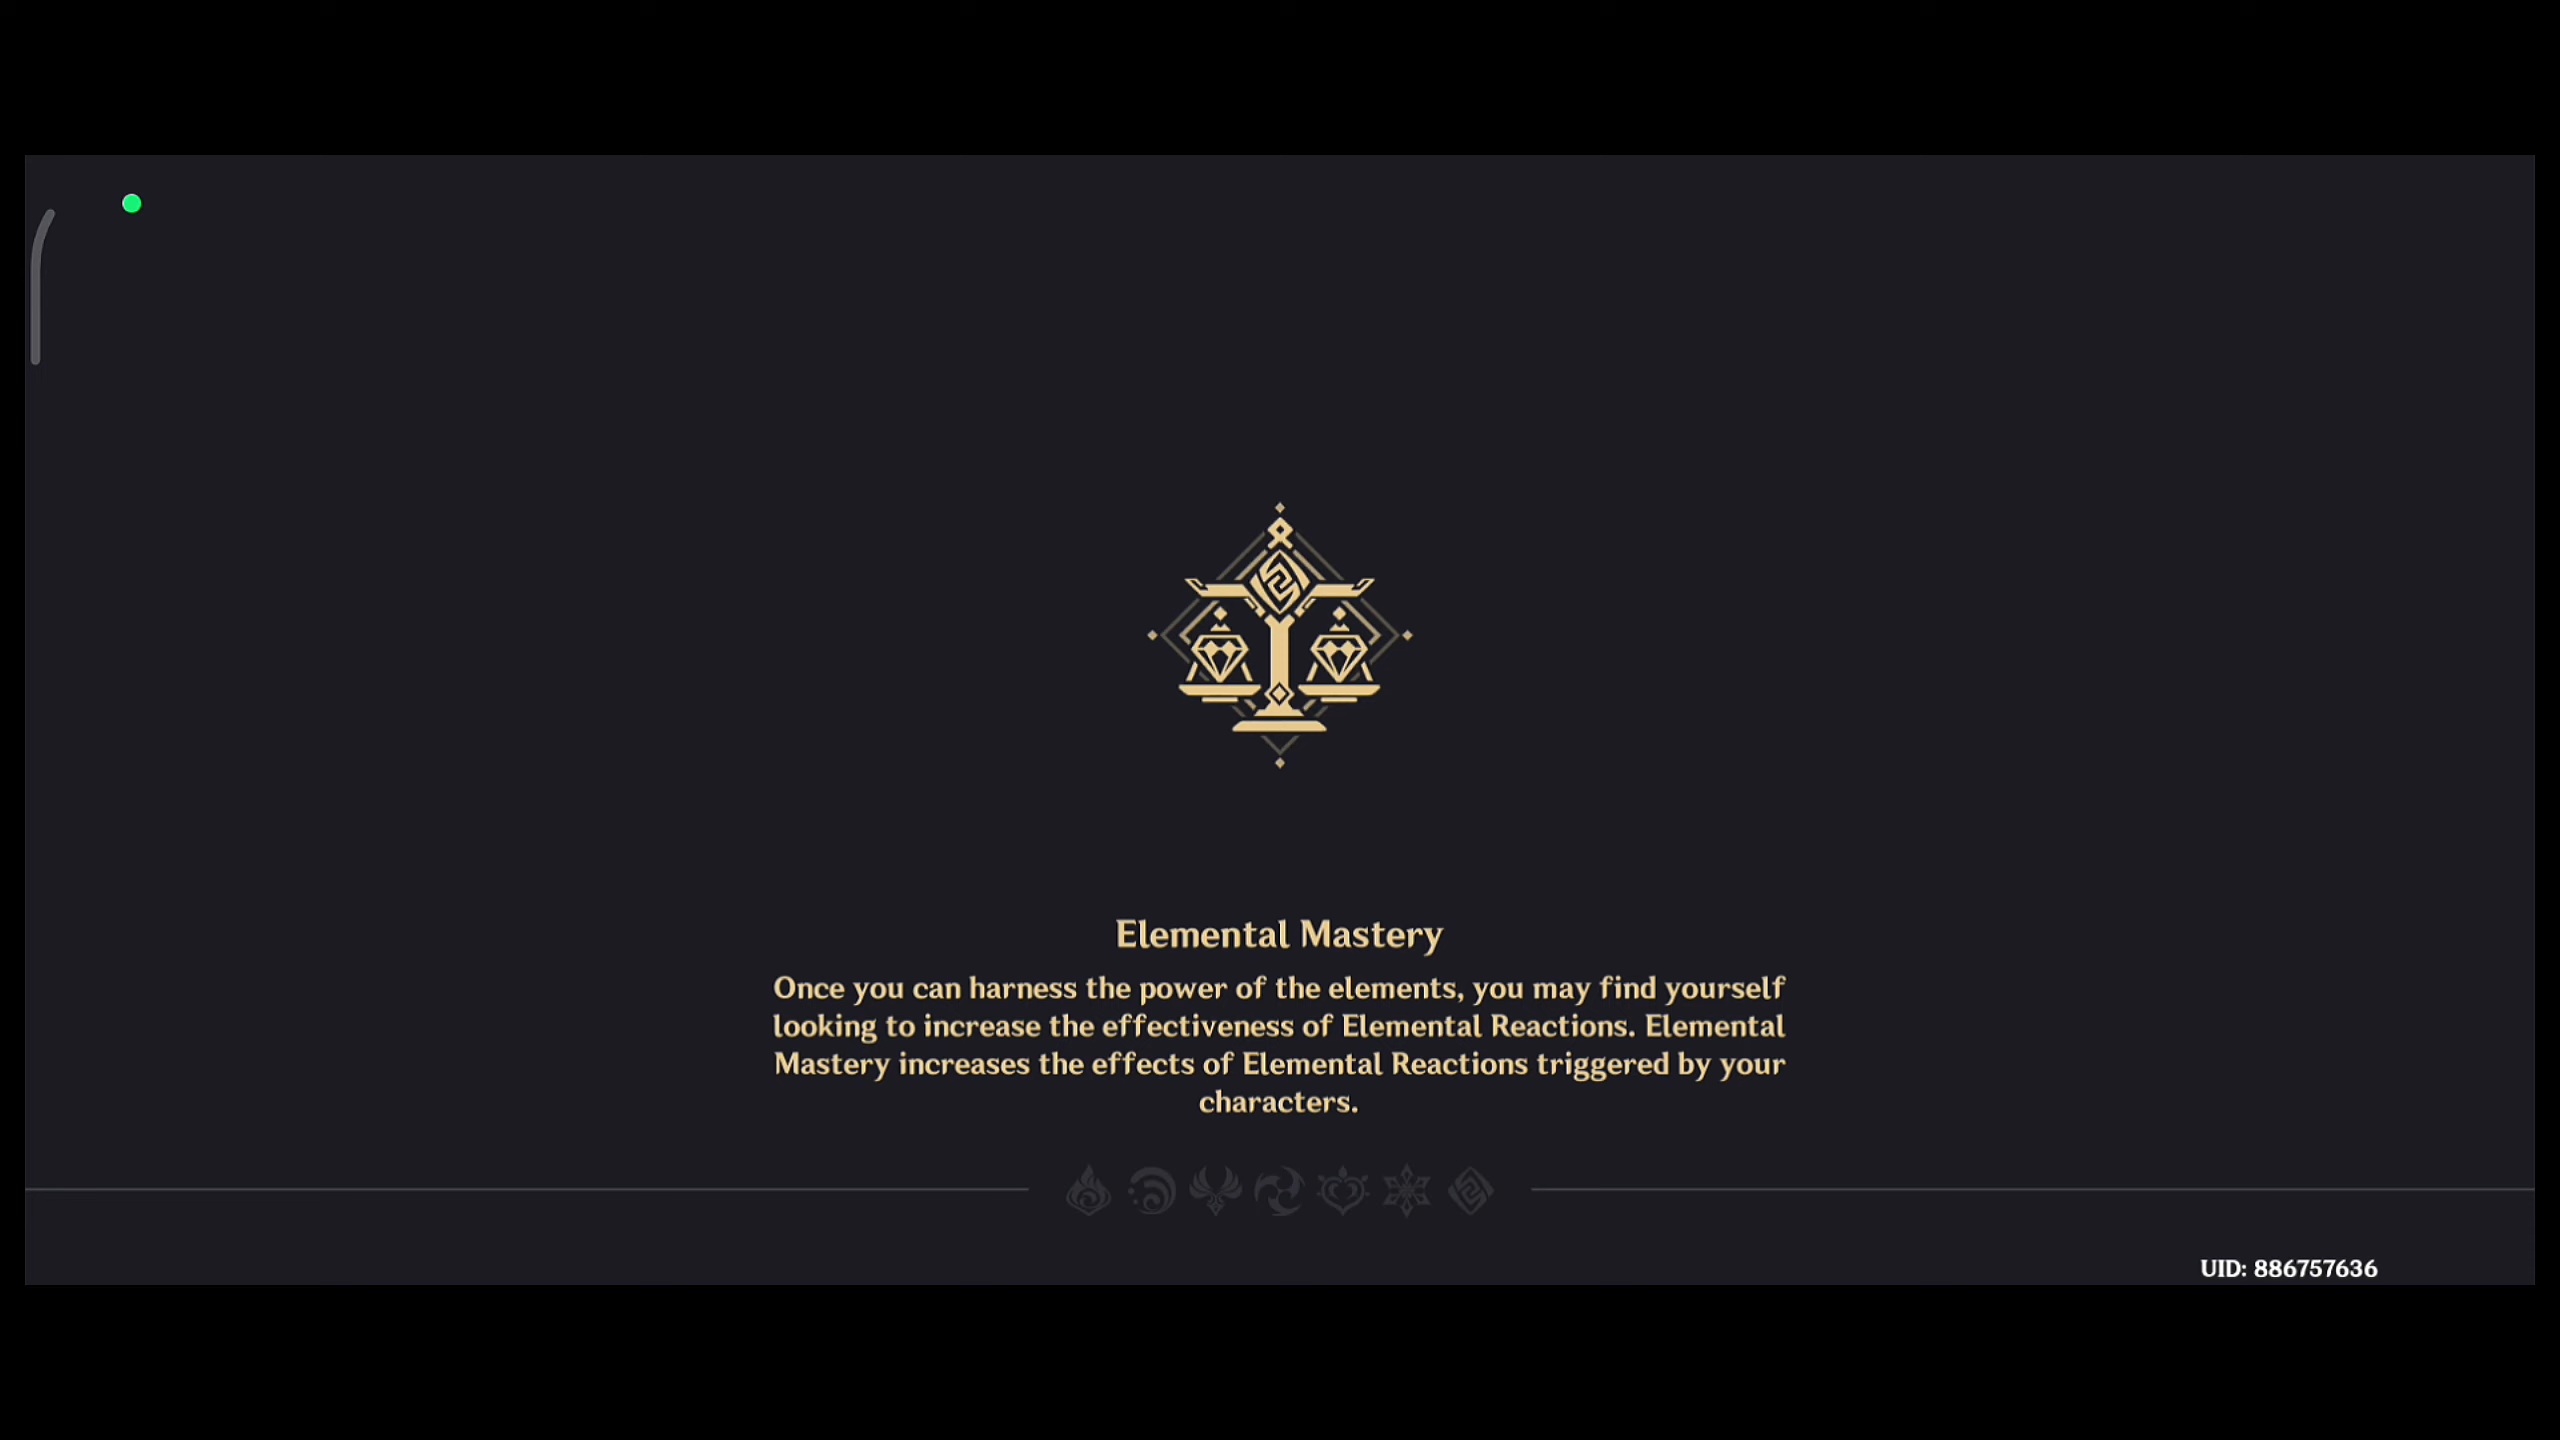 Elemental Mastery
Once you can harness the power of the elements, you may find yourself
looking to increase the effectiveness of Elemental Reactions. Elemental
Mastery increases the effects of Elemental Reactions triggered by your
characters.
UID: 886757636